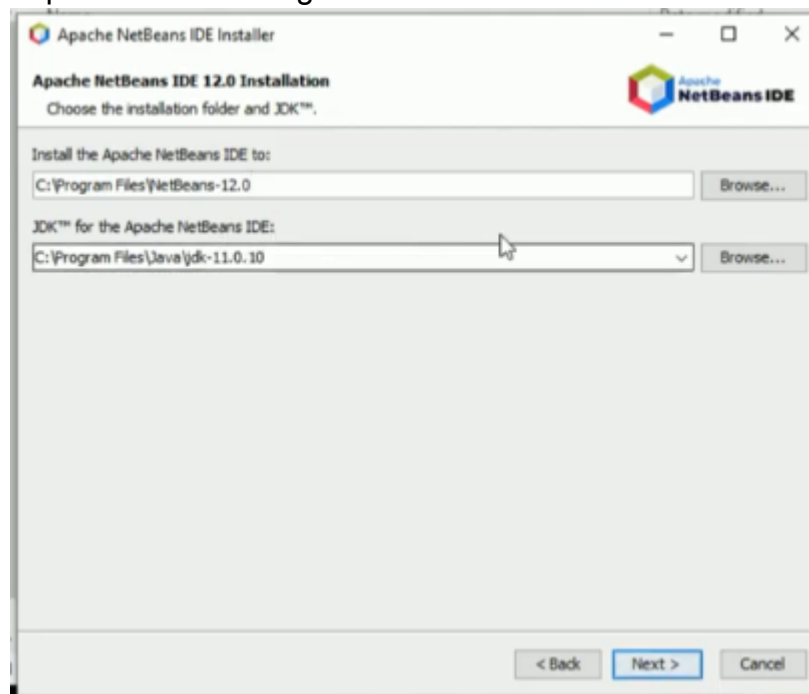 Apache NetBeans IDE Installer
Apache NetBeans IDE 12.0 Installation
Choose the installation folder and JDK™.
Apache
NetBeans IDE
Install the Apache NetBeans IDE to:
C:\Program Files\NetBeans-12.0
Browse...
JDK™ for the Apache NetBeans IDE:
C:\Program Files\Java\jdk-11.0.10
Browse...
< Back
Next >
Cancel